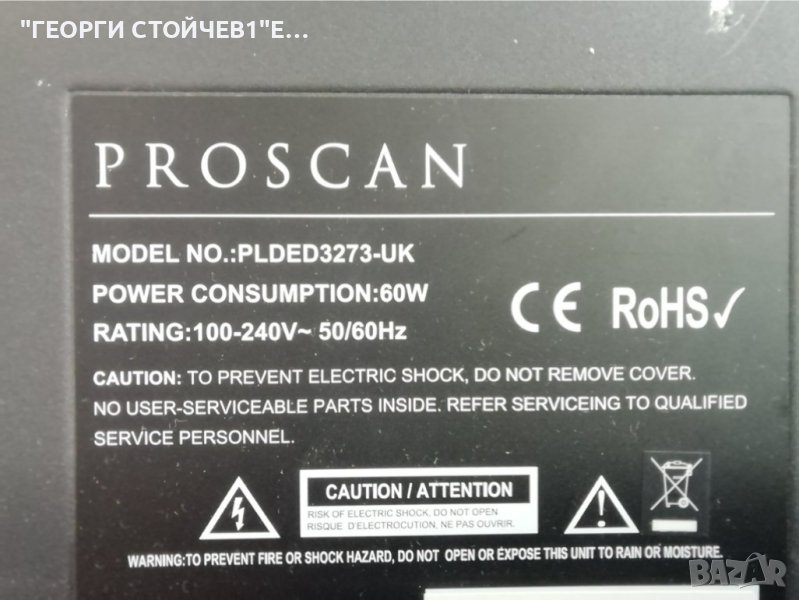 "ГЕОРГИ СТОЙЧЕВ1"Е...
PROSCAN
MODEL NO.:PLDED3273-UK
POWER CONSUMPTION:60W
RATING:100-240V~ 50/60Hz
CE RoHS✓
CAUTION: TO PREVENT ELECTRIC SHOCK, DO NOT REMOVE COVER.
NO USER-SERVICEABLE PARTS INSIDE. REFER SERVICEING TO QUALIFIED
SERVICE PERSONNEL.
CAUTION / ATTENTION
RISK OF ELECTRIC SHOCK, DO NOT OPEN
RISQUE D'ELECTROCUTION, NE PAS OUVRIR.
WARNING:TO PREVENT FIRE OR SHOCK HAZARD, DO NOT OPEN OR EXPOSE THIS UNIT TO RAIN OR MOISTURE.
BAZAR